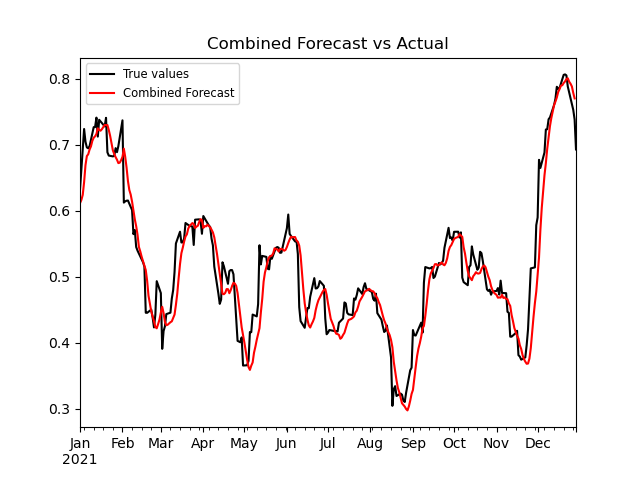 Combined Forecast vs Actual
True values
Combined Forecast
0.8
0.7
0.6
0.5
0.4
0.3
Jan Feb Mar Apr May Jun Jul Aug Sep Oct Nov Dec
2021